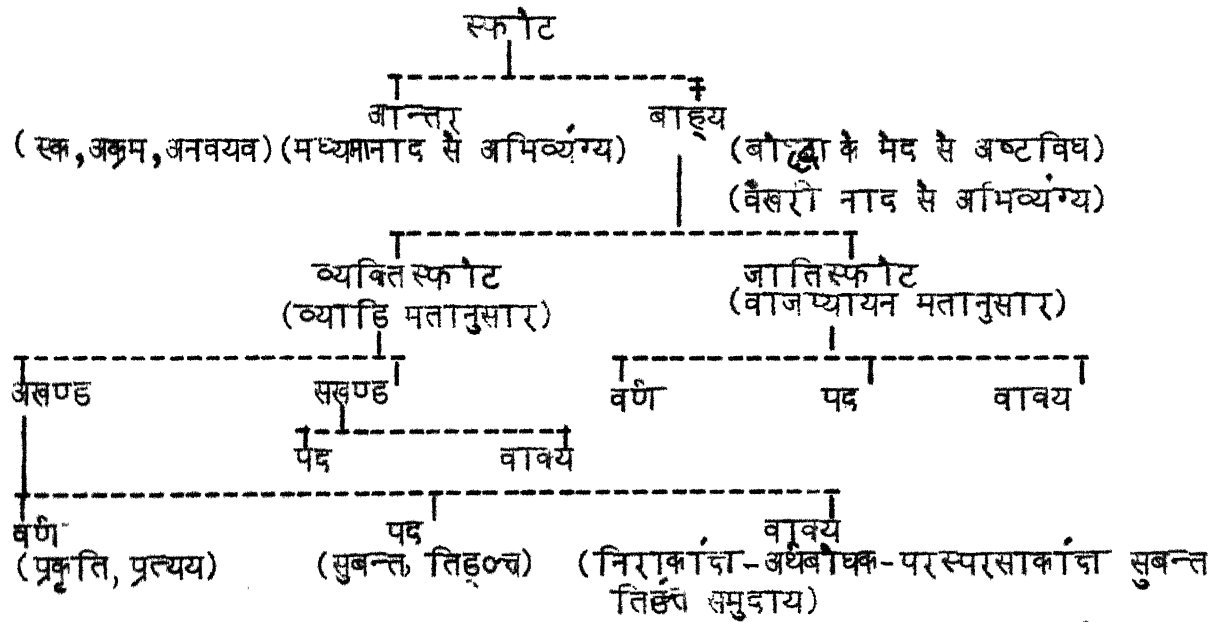 स्फोट
आन्तर बाह्य
(एक, अक्रम, अनवयव) (मध्यमानाद से अभिव्यंग्य) (बोद्धा के भेद से अष्टविध)
(वैखरी नाद से अभिव्यंग्य)
व्यक्तिस्फोट जातिस्फोट
(व्याडि मतानुसार) (वाजप्यायन मतानुसार)
अखण्ड सखण्ड वर्ण पद वाक्य
पद वाक्य
वर्ण पद वाक्य
(प्रकृति, प्रत्यय) (सुबन्त, तिङन्त) (निराकांक्ष-अर्थबोधक-परस्परसाकांक्ष सुबन्त
तिङंत समुदाय)